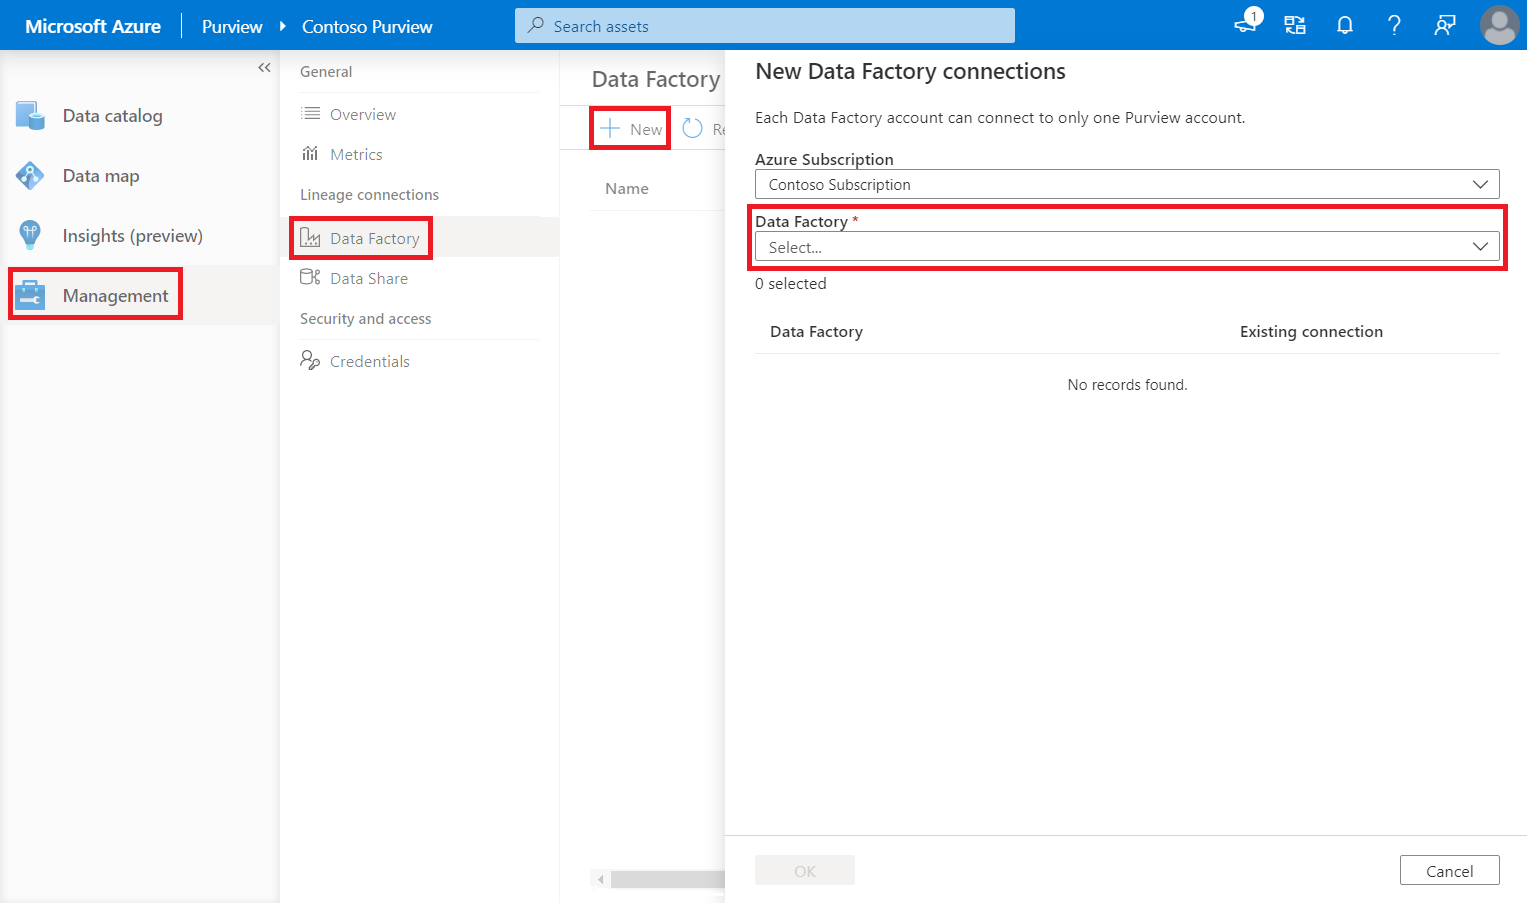 Microsoft Azure
Purview
Contoso Purview
Search assets
1
Data catalog
Data map
Insights (preview)
Management
General
Overview
Metrics
Lineage connections
Data Factory
Data Share
Security and access
Credentials
Data Factory
New
Name
New Data Factory connections
Each Data Factory account can connect to only one Purview account.
Azure Subscription
Contoso Subscription
Data Factory *
Select...
0 selected
Data Factory Existing connection
No records found.
OK Cancel